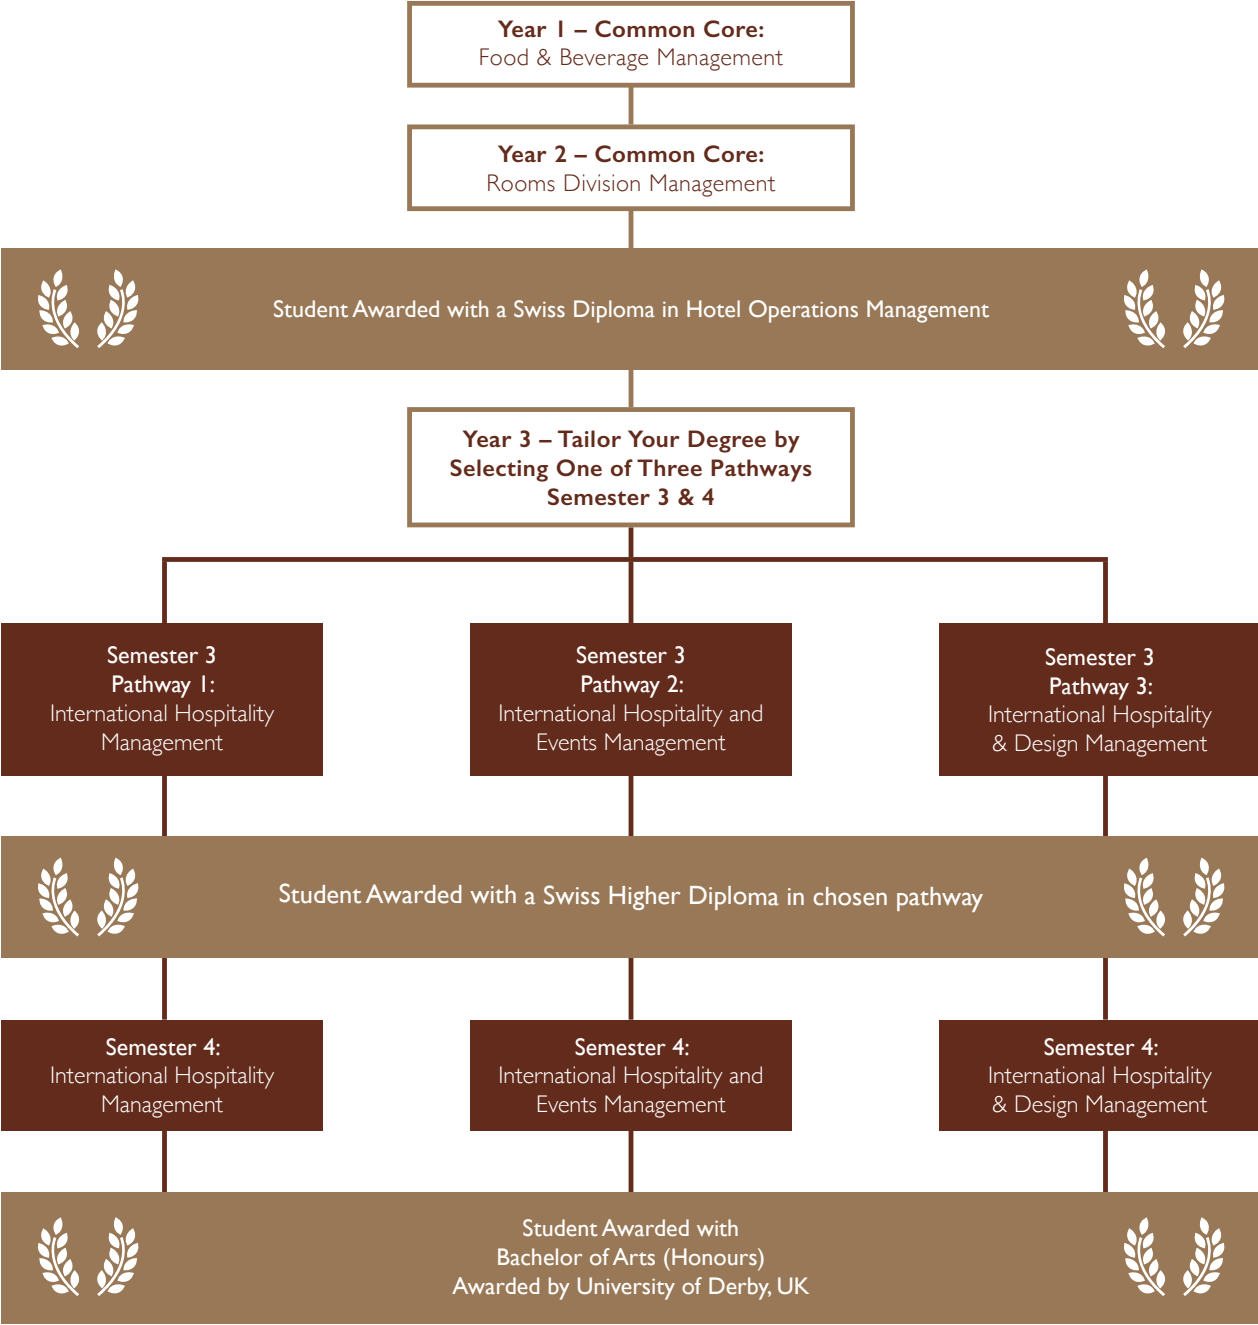 Year 1 – Common Core:
Food & Beverage Management
Year 2 – Common Core:
Rooms Division Management
Student Awarded with a Swiss Diploma in Hotel Operations Management
Year 3 – Tailor Your Degree by
Selecting One of Three Pathways
Semester 3 & 4
Semester 3
Pathway 1:
International Hospitality
Management
Semester 3
Pathway 2:
International Hospitality and
Events Management
Semester 3
Pathway 3:
International Hospitality
& Design Management
Student Awarded with a Swiss Higher Diploma in chosen pathway
Semester 4:
International Hospitality
Management
Semester 4:
International Hospitality and
Events Management
Semester 4:
International Hospitality
& Design Management
Student Awarded with
Bachelor of Arts (Honours)
Awarded by University of Derby, UK